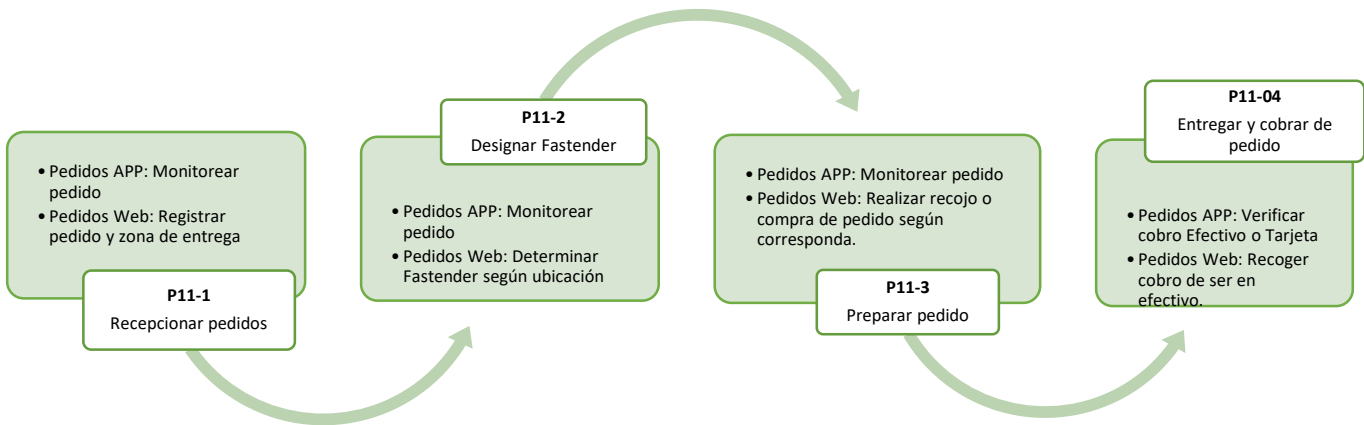 • Pedidos APP: Monitorear
pedido
• Pedidos Web: Registrar
pedido y zona de entrega
P11-1
Recepcionar pedidos
P11-2
Designar Fastender
• Pedidos APP: Monitorear
pedido
• Pedidos Web: Determinar
Fastender según ubicación
• Pedidos APP: Monitorear pedido
• Pedidos Web: Realizar recojo o
compra de pedido según
corresponda.
P11-3
Preparar pedido
P11-04
Entregar y cobrar de
pedido
• Pedidos APP: Verificar
cobro Efectivo o Tarjeta
• Pedidos Web: Recoger
cobro de ser en
efectivo.